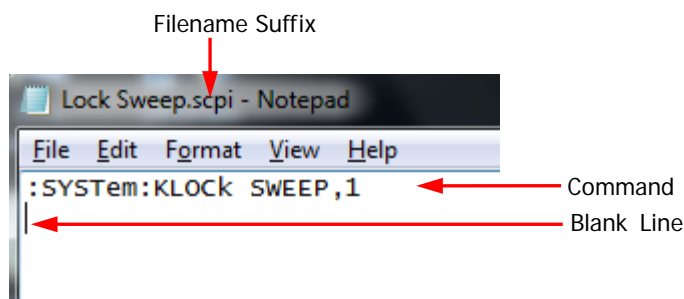 Filename Suffix
Lock Sweep.scpi - Notepad
File Edit Format View Help
:SYSTem:KLOCk SWEEP,1
Command
Blank Line